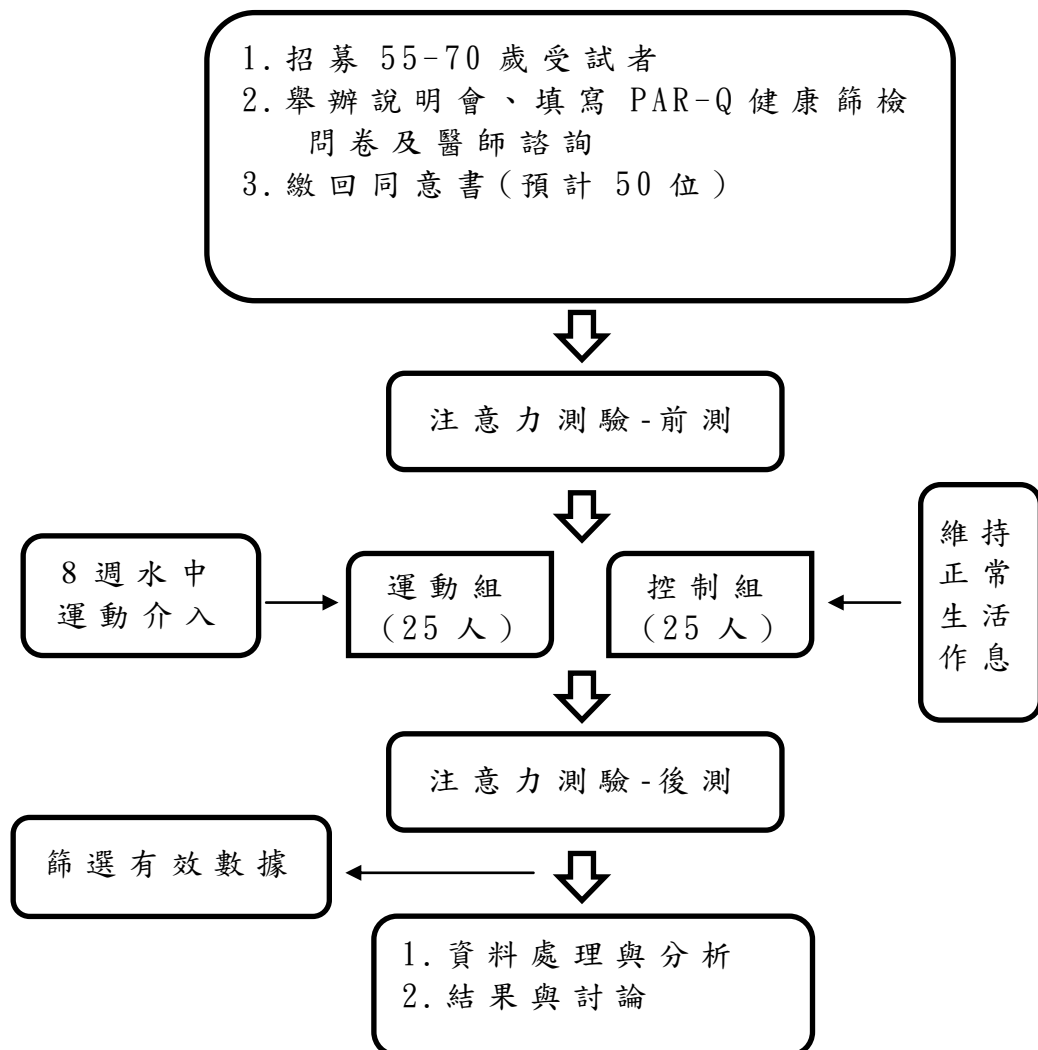 1. 招募 55-70 歲受試者
2. 舉辦說明會、填寫 PAR-Q 健康篩檢
問卷及醫師諮詢
3. 繳回同意書(預計 50 位)
注意力測驗-前測
8 週水中
運動介入
運動組
(25 人)
控制組
(25 人)
維持
正常
生活
作息
注意力測驗-後測
篩選有效數據
1. 資料處理與分析
2. 結果與討論